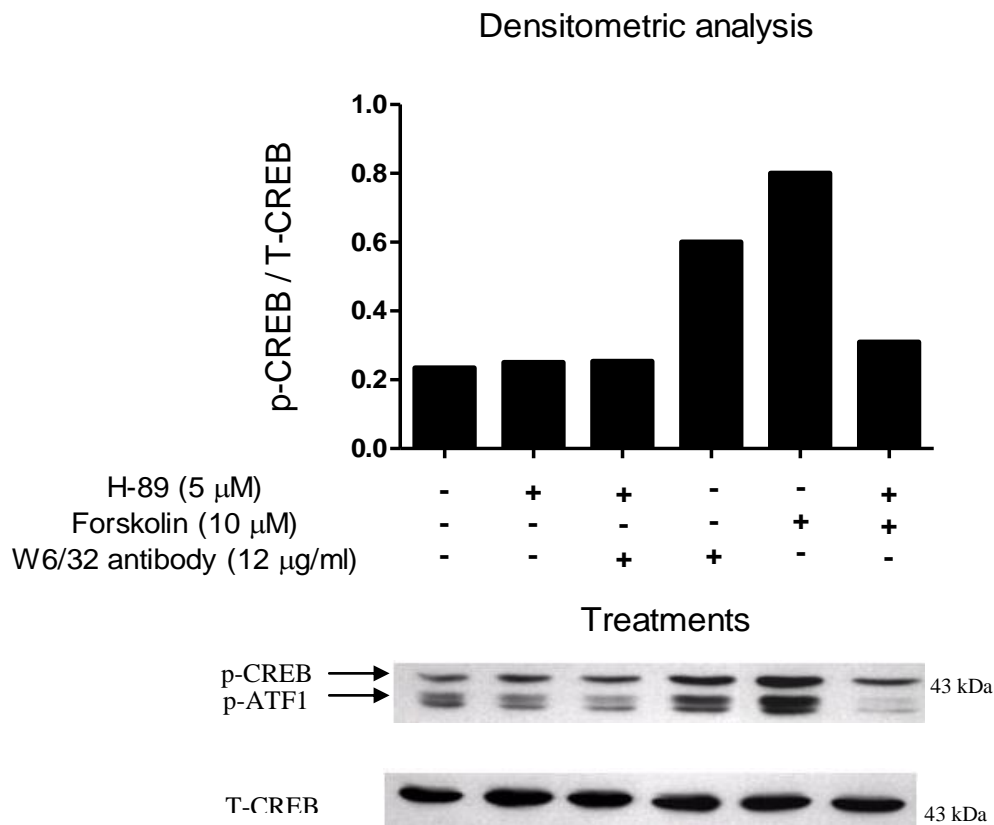 Densitometric analysis
p-CREB / T-CREB
1.0
0.8
0.6
0.4
0.2
0.0
H-89 (5 μM) - + + - - +
Forskolin (10 μM) - - - - + +
W6/32 antibody (12 μg/ml) - - + + - -
Treatments
p-CREB
p-ATF1
43 kDa
T-CREB
43 kDa